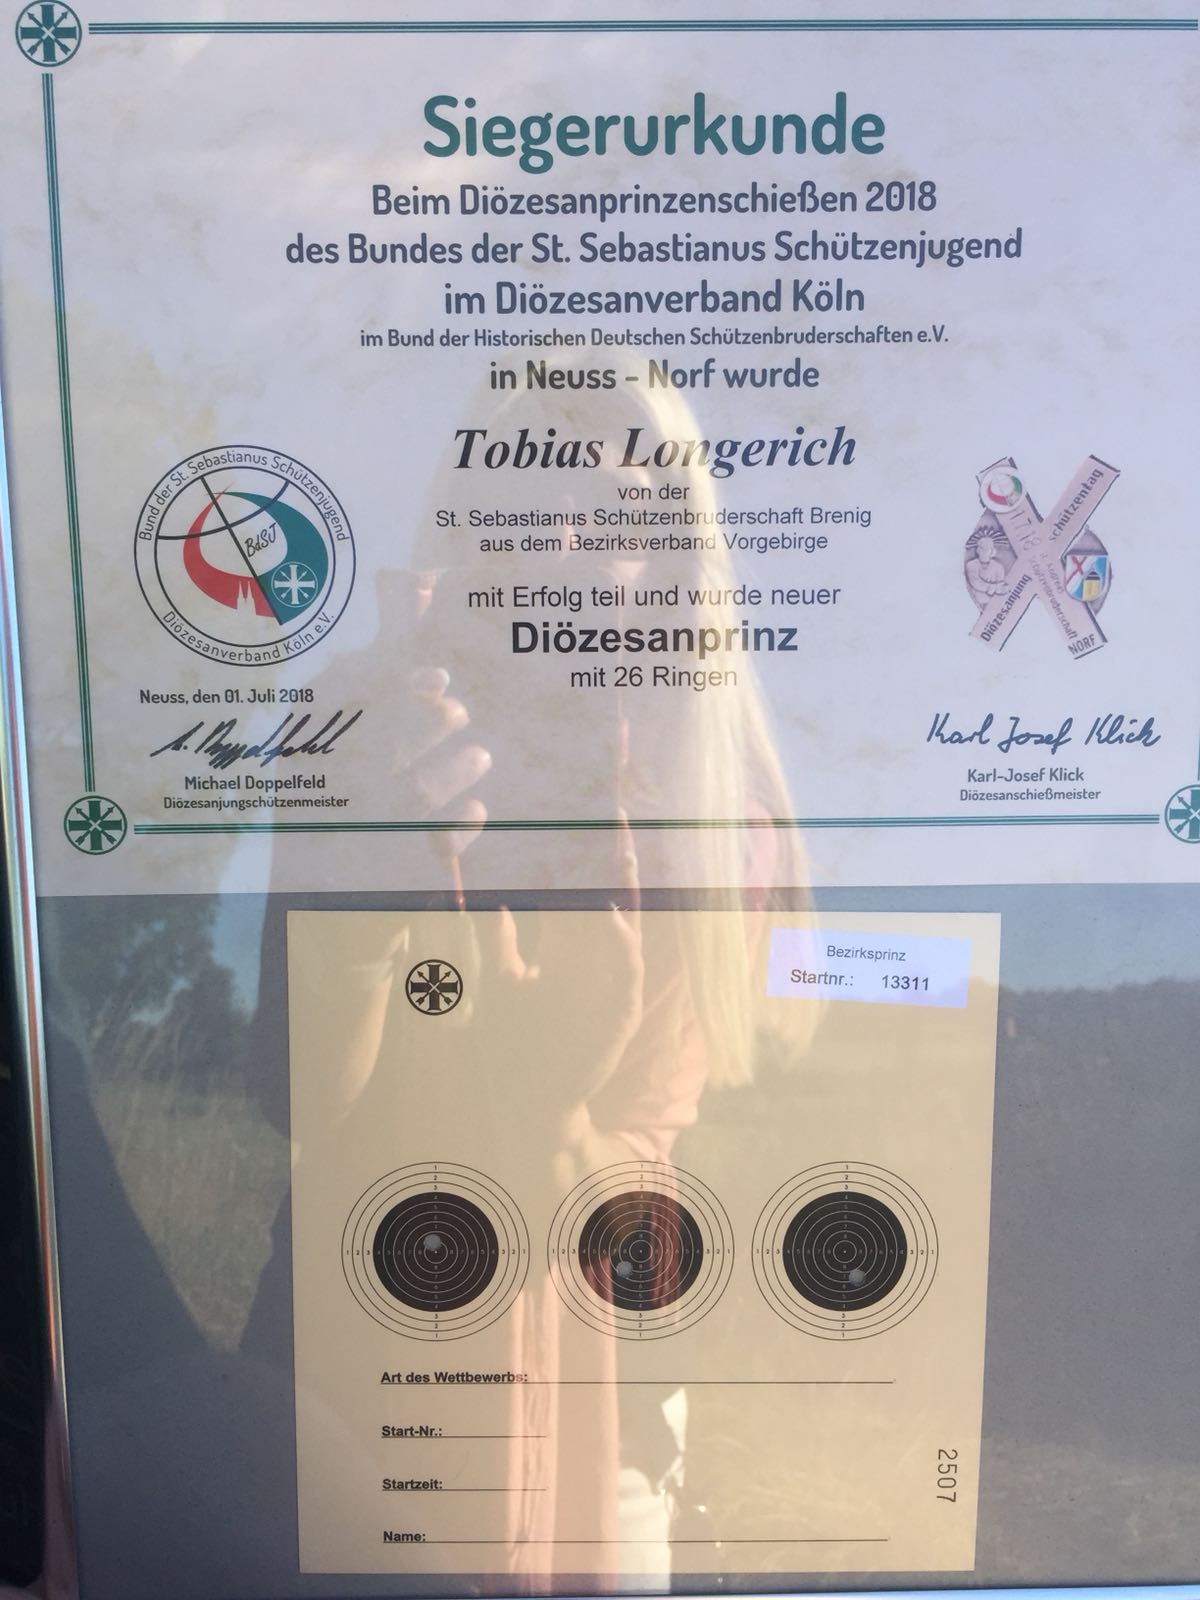 Siegerurkunde
Beim Diözesanprinzenschießen 2018
des Bundes der St. Sebastianus Schützenjugend
im Diözesanverband Köln
im Bund der Historischen Deutschen Schützenbruderschaften e.V.
in Neuss - Norf wurde
Tobias Longerich
von der
St. Sebastianus Schützenbruderschaft Brenig
aus dem Bezirksverband Vorgebirge
mit Erfolg teil und wurde neuer
Diözesanprinz
mit 26 Ringen
Bund der St. Sebastianus Schützenjugend
BdSJ
Diözesanverband Köln e.V.
Diözesanjung
schützentag
NORF
Neuss, den 01. Juli 2018
Michael Doppelfeld
Diözesanjungschützenmeister
Karl Josef Klick
Karl-Josef Klick
Diözesanschießmeister
Bezirksprinz
Startnr.: 13311
Art des Wettbewerbs:
Start-Nr.:
Startzeit:
Name:
2507